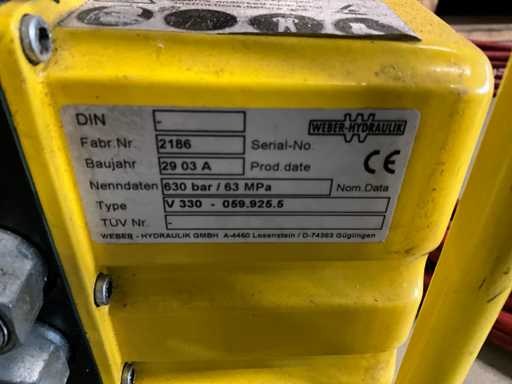 DIN -
WEBER-HYDRAULIK
Fabr.Nr. 2186 Serial-No.
Baujahr 29 03 A Prod.date CE
Nenndaten 630 bar / 63 MPa Nom.Data
Type V 330 - 059.925.5
TÜV Nr. -
WEBER - HYDRAULIK GMBH A-4460 Losenstein / D-74363 Güglingen